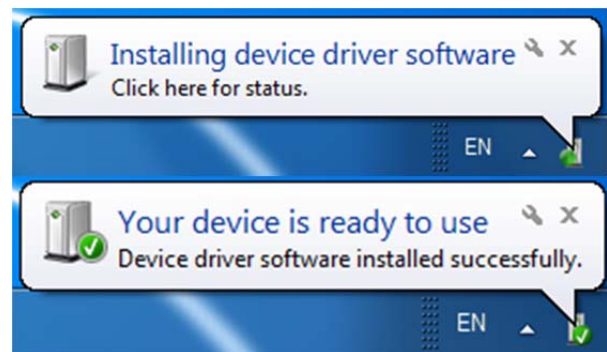 Installing device driver software
Click here for status.
EN
Your device is ready to use
Device driver software installed successfully.
EN